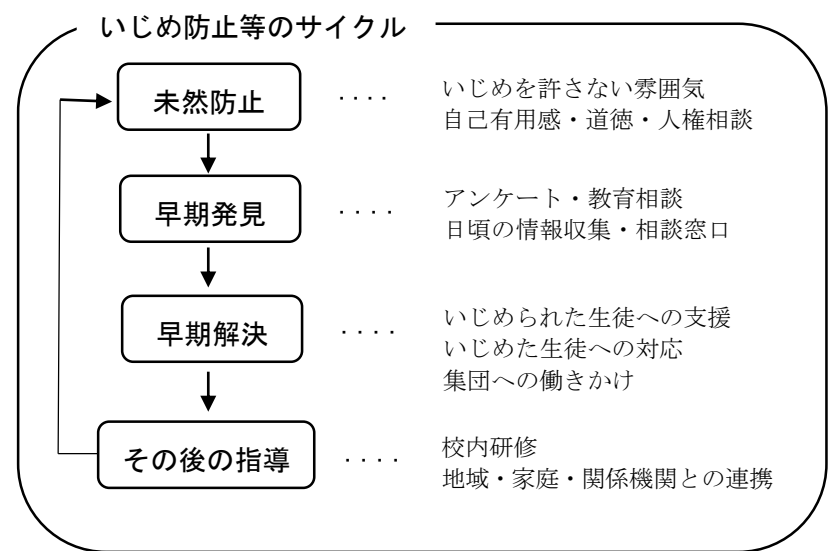 いじめ防止等のサイクル
未然防止
････
いじめを許さない雰囲気
自己有用感・道徳・人権相談
早期発見
････
アンケート・教育相談
日頃の情報収集・相談窓口
早期解決
････
いじめられた生徒への支援
いじめた生徒への対応
集団への働きかけ
その後の指導
････
校内研修
地域・家庭・関係機関との連携